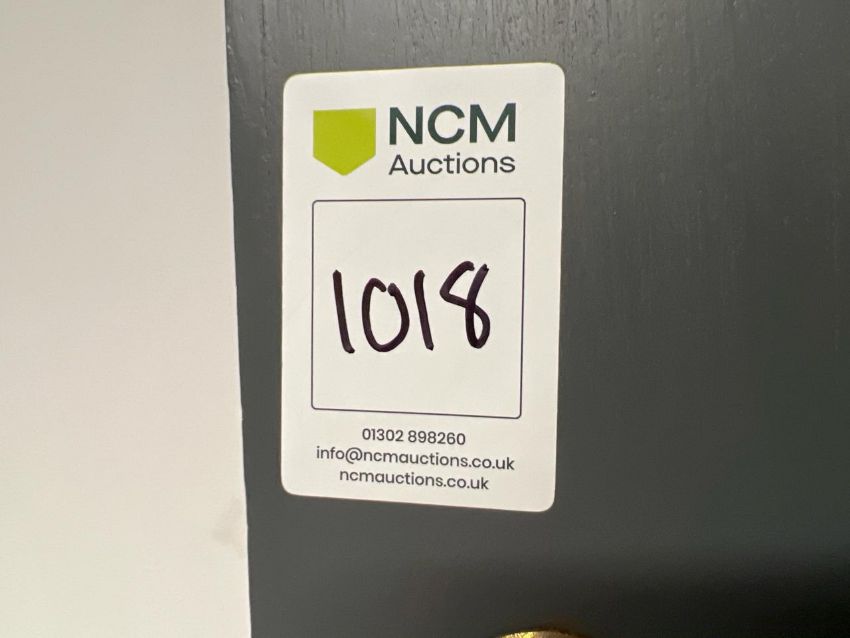 NCM
Auctions
1018
01302 898260
info@ncmauctions.co.uk
ncmauctions.co.uk